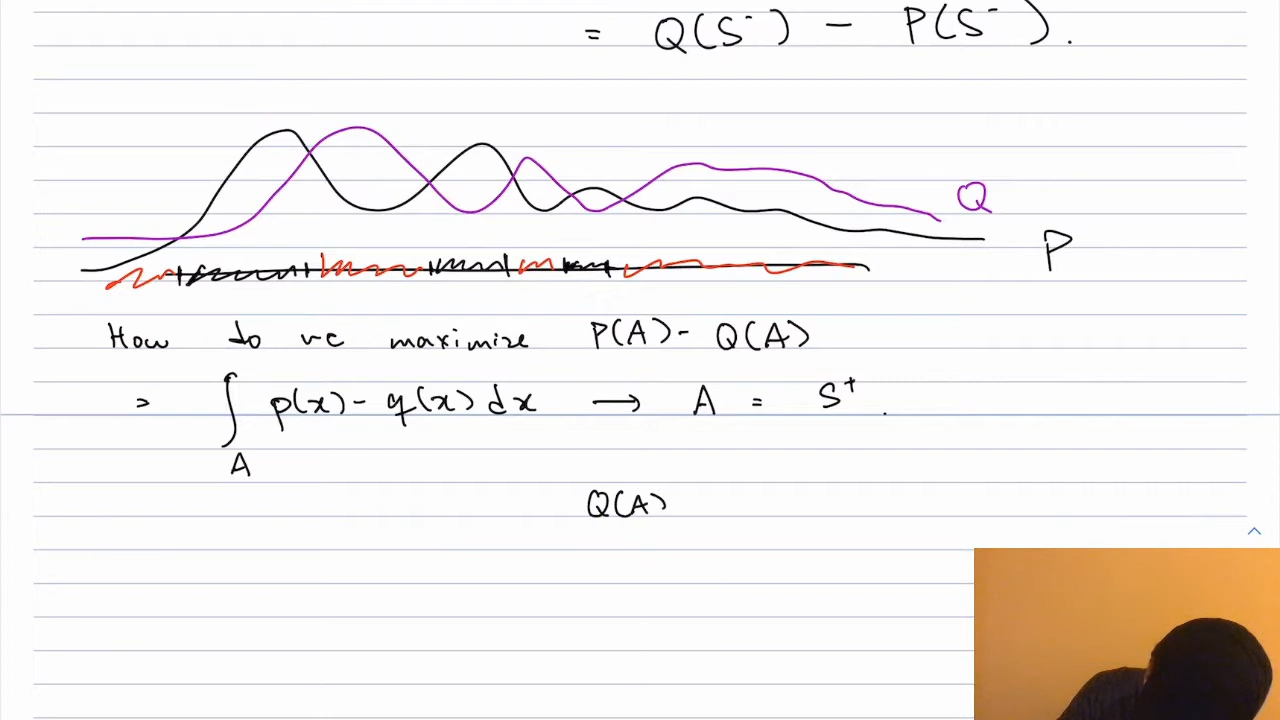 = Q(S⁻) - P(S⁻).
Q
P
How do we maximize P(A) - Q(A)
= ∫_A p(x) - q(x) dx → A = S⁺.
Q(A)